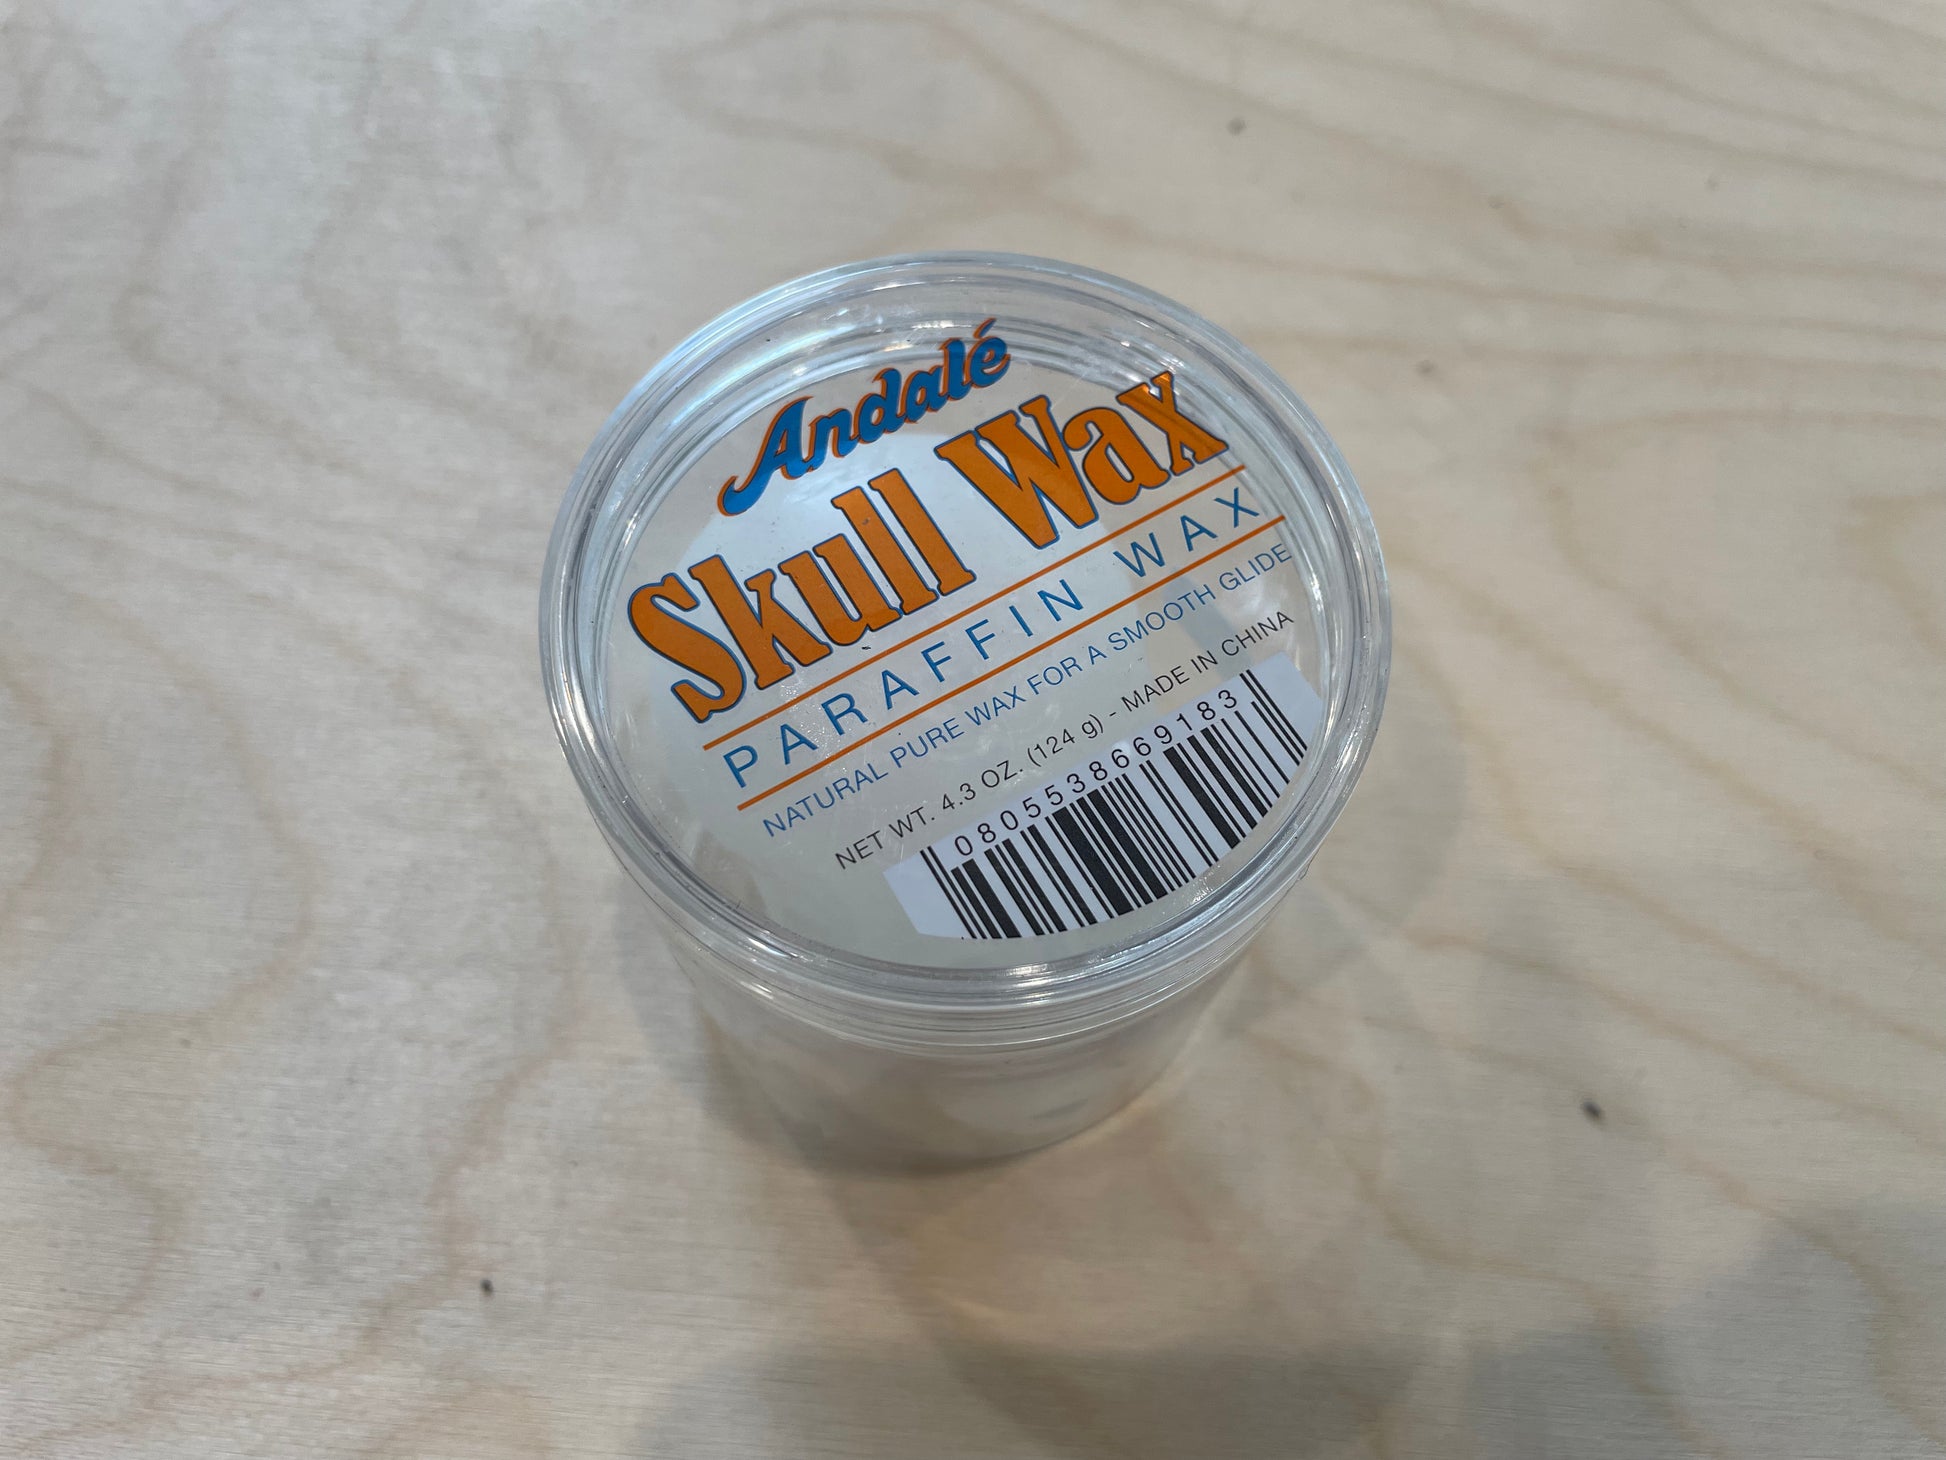 Andalé
Skull Wax
PARAFFIN WAX
NATURAL PURE WAX FOR A SMOOTH GLIDE
NET WT. 4.3 OZ. (124 g) - MADE IN CHINA
0805538669183